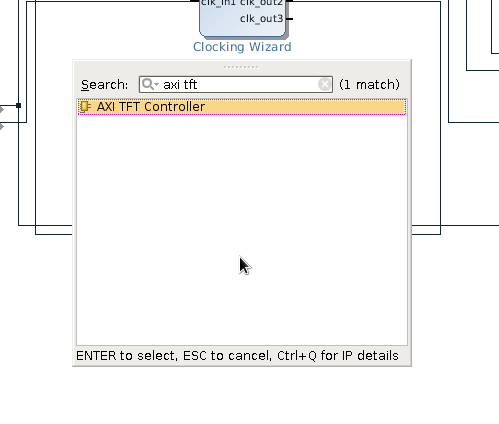 clk_in1 clk_out2
clk_out3
Clocking Wizard
Search: axi tft (1 match)
AXI TFT Controller
ENTER to select, ESC to cancel, Ctrl+Q for IP details